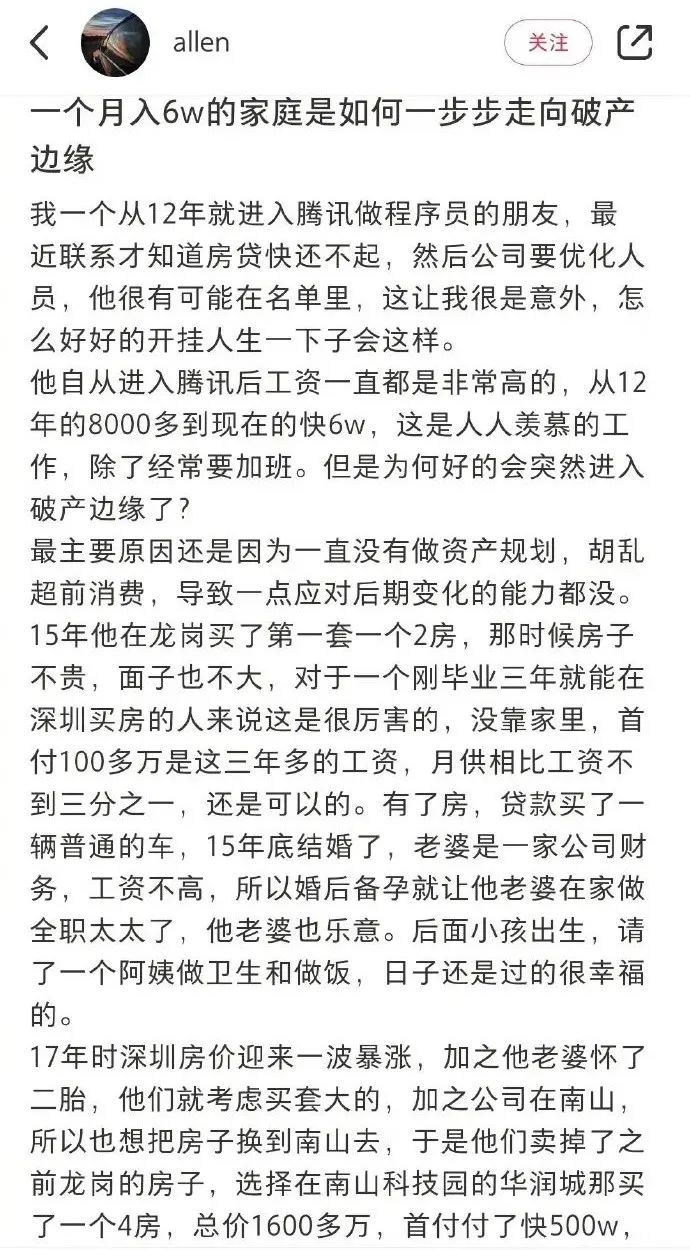 allen
关注
一个月入6w的家庭是如何一步步走向破产
边缘
我一个从12年就进入腾讯做程序员的朋友，最
近联系才知道房贷快还不起，然后公司要优化人
员，他很有可能在名单里，这让我很是意外，怎
么好好的开挂人生一下子会这样。
他自从进入腾讯后工资一直都是非常高的，从12
年的8000多到现在的快6w，这是人人羡慕的工
作，除了经常要加班。但是为何好的会突然进入
破产边缘了？
最主要原因还是因为一直没有做资产规划，胡乱
超前消费，导致一点应对后期变化的能力都没。
15年他在龙岗买了第一套一个2房，那时候房子
不贵，面子也不大，对于一个刚毕业三年就能在
深圳买房的人来说这是很厉害的，没靠家里，首
付100多万是这三年多的工资，月供相比工资不
到三分之一，还是可以的。有了房，贷款买了一
辆普通的车，15年底结婚了，老婆是一家公司财
务，工资不高，所以婚后备孕就让他老婆在家做
全职太太了，他老婆也乐意。后面小孩出生，请
了一个阿姨做卫生和做饭，日子还是过的很幸福
的。
17年时深圳房价迎来一波暴涨，加之他老婆怀了
二胎，他们就考虑买套大的，加之公司在南山，
所以也想把房子换到南山去，于是他们卖掉了之
前龙岗的房子，选择在南山科技园的华润城那买
了一个4房，总价1600多万，首付付了快500w，